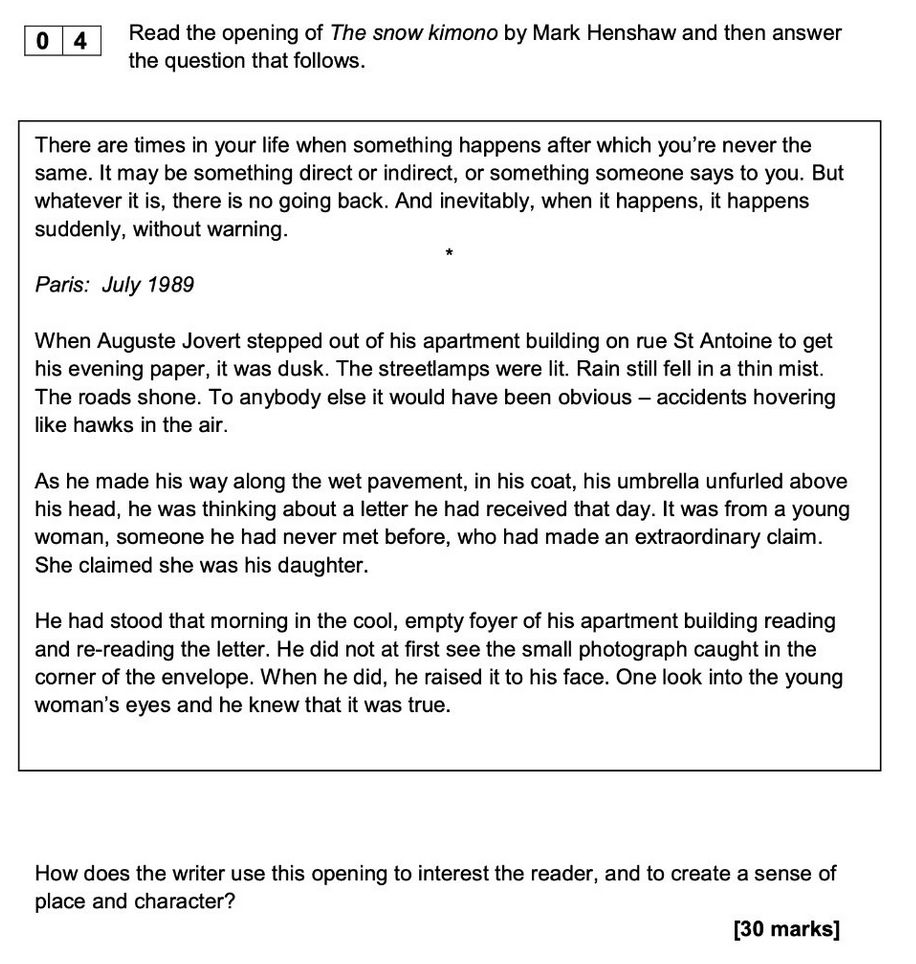 0 4
Read the opening of The snow kimono by Mark Henshaw and then answer
the question that follows.
There are times in your life when something happens after which you’re never the
same. It may be something direct or indirect, or something someone says to you. But
whatever it is, there is no going back. And inevitably, when it happens, it happens
suddenly, without warning.
*
Paris: July 1989
When Auguste Jovert stepped out of his apartment building on rue St Antoine to get
his evening paper, it was dusk. The streetlamps were lit. Rain still fell in a thin mist.
The roads shone. To anybody else it would have been obvious – accidents hovering
like hawks in the air.
As he made his way along the wet pavement, in his coat, his umbrella unfurled above
his head, he was thinking about a letter he had received that day. It was from a young
woman, someone he had never met before, who had made an extraordinary claim.
She claimed she was his daughter.
He had stood that morning in the cool, empty foyer of his apartment building reading
and re-reading the letter. He did not at first see the small photograph caught in the
corner of the envelope. When he did, he raised it to his face. One look into the young
woman’s eyes and he knew that it was true.
How does the writer use this opening to interest the reader, and to create a sense of
place and character?
[30 marks]